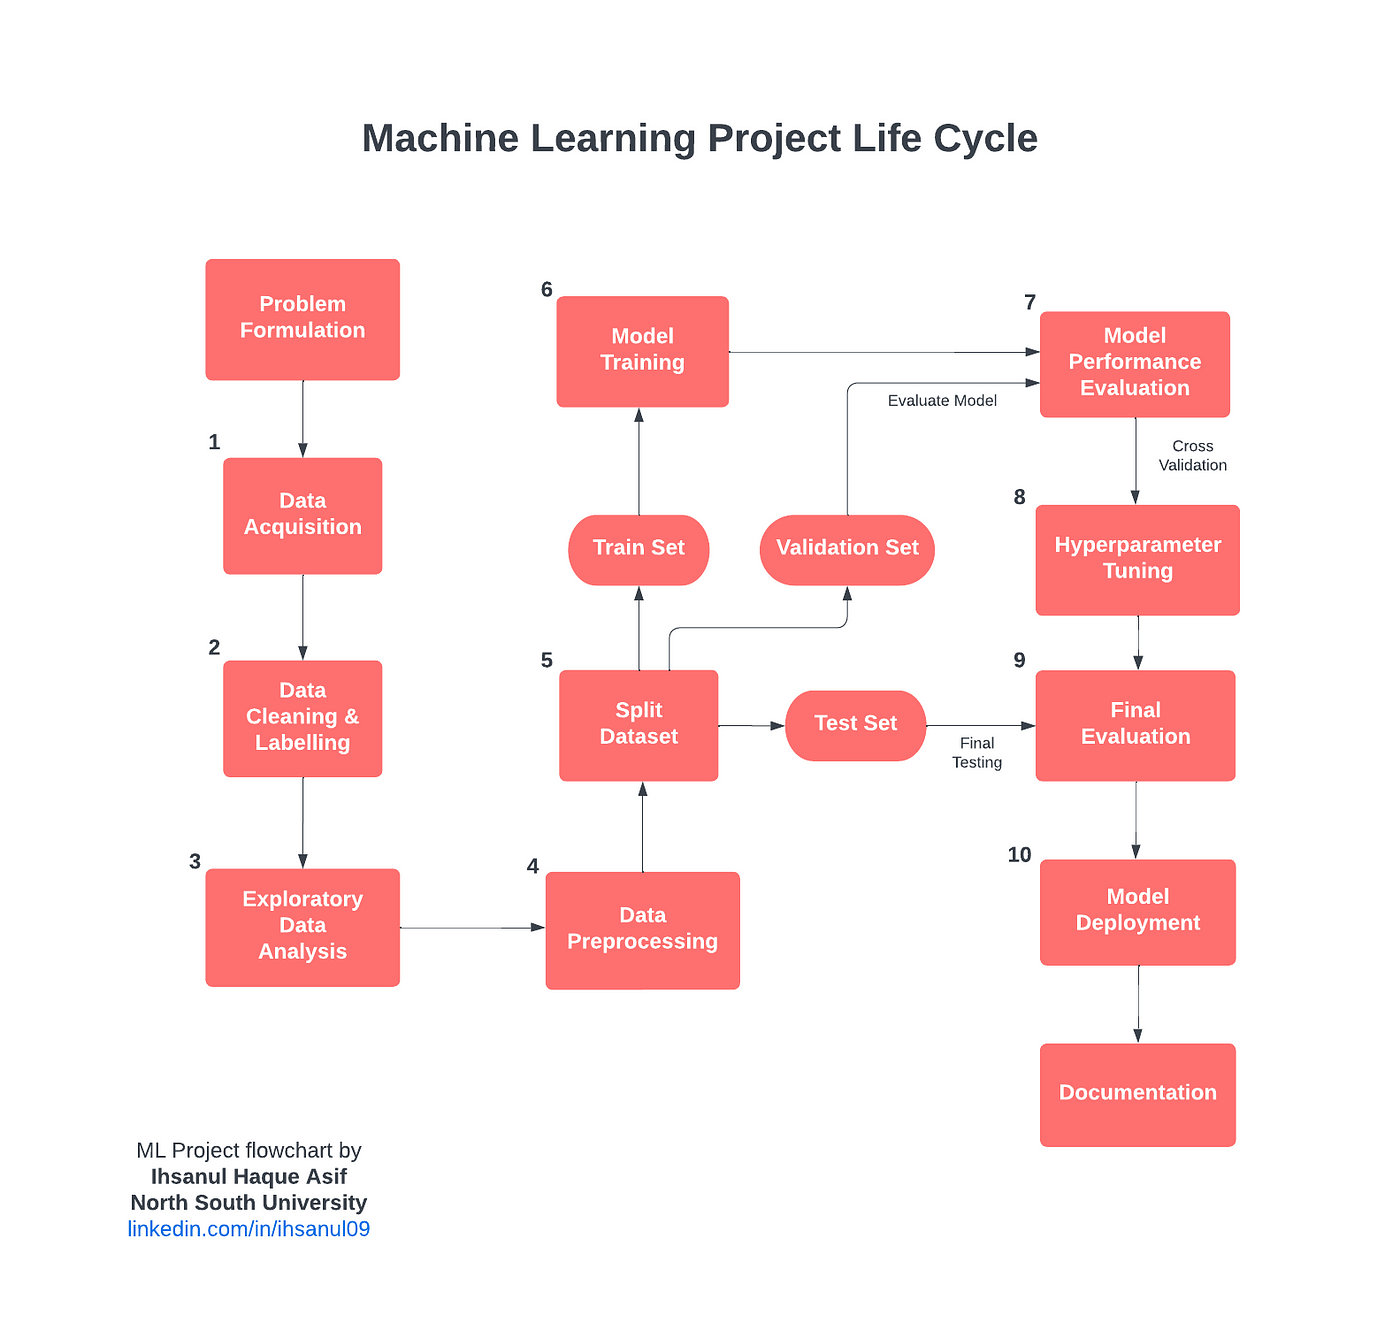 Machine Learning Project Life Cycle
Problem
Formulation
1
Data
Acquisition
2
Data
Cleaning &
Labelling
3
Exploratory
Data
Analysis
4
Data
Preprocessing
5
Split
Dataset
Train Set
Validation Set
Test Set
6
Model
Training
Evaluate Model
7
Model
Performance
Evaluation
Cross
Validation
8
Hyperparameter
Tuning
Final
Testing
9
Final
Evaluation
10
Model
Deployment
Documentation
ML Project flowchart by
Ihsanul Haque Asif
North South University
linkedin.com/in/ihsanul09